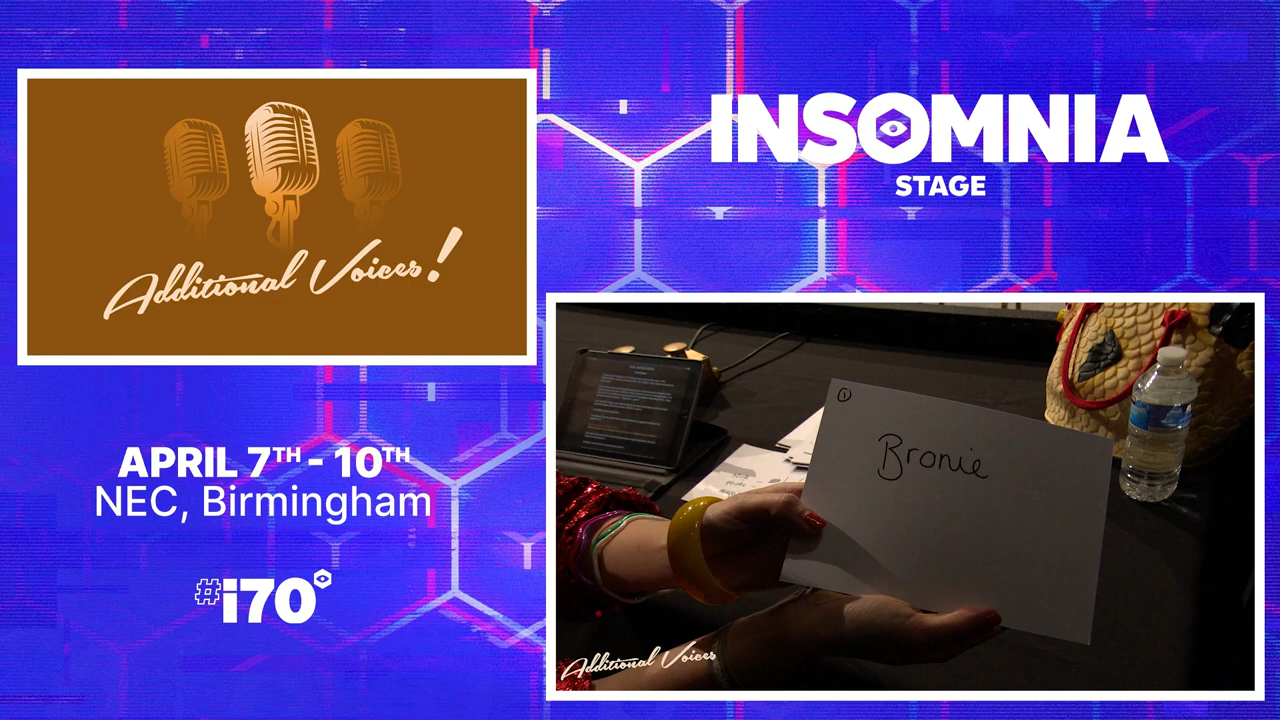 INSOMNIA
STAGE
Additional Voices!
APRIL 7TH - 10TH
NEC, Birmingham
#i70
1
Bronie
Additional Voices